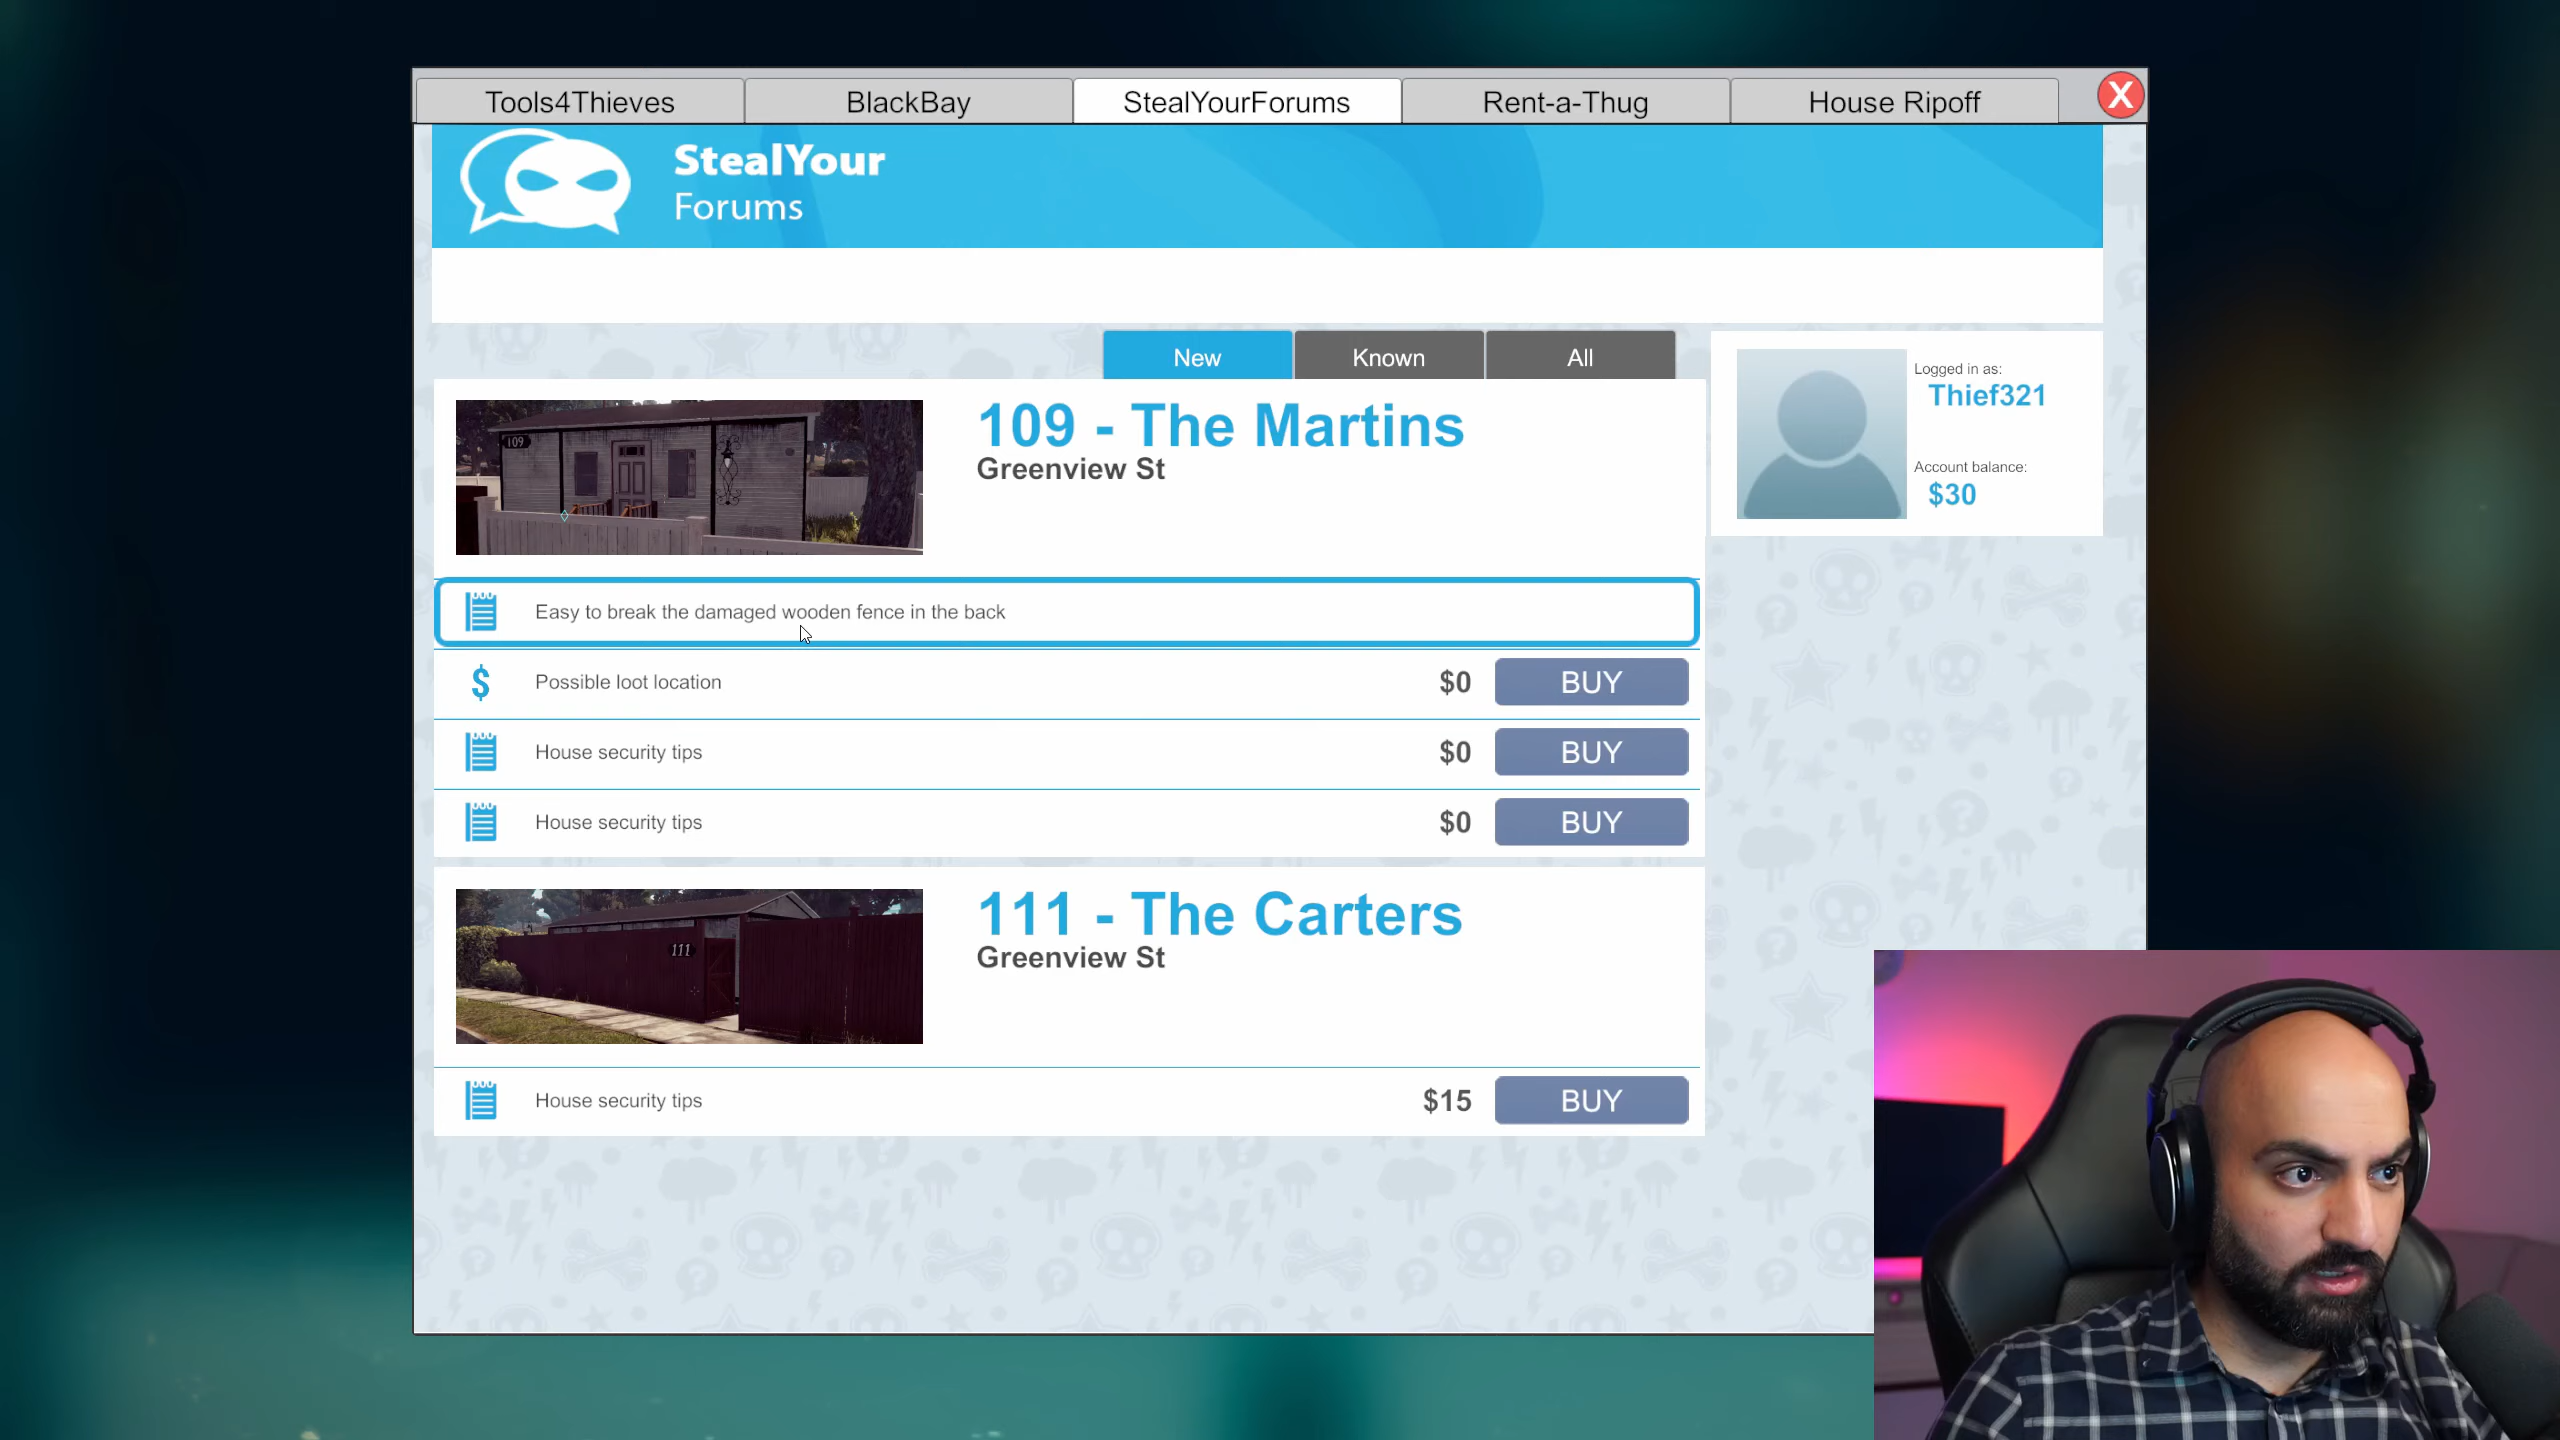 Tools4Thieves
BlackBay
StealYourForums
Rent-a-Thug
House Ripoff
X
StealYour
Forums
New
Known
All
Logged in as:
Thief321
Account balance:
$30
109
109 - The Martins
Greenview St
Easy to break the damaged wooden fence in the back
$ Possible loot location $0 BUY
House security tips $0 BUY
House security tips $0 BUY
111
111 - The Carters
Greenview St
House security tips $15 BUY